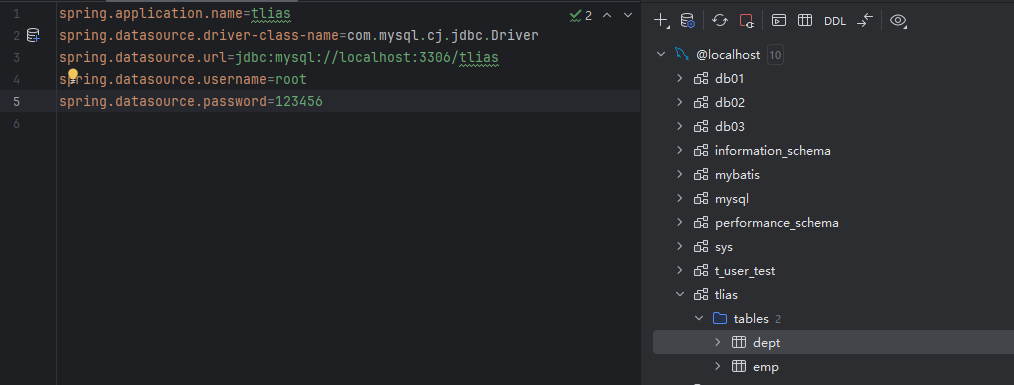 1 spring.application.name=tlias
2 spring.datasource.driver-class-name=com.mysql.cj.jdbc.Driver
3 spring.datasource.url=jdbc:mysql://localhost:3306/tlias
4 spring.datasource.username=root
5 spring.datasource.password=123456
6
2
DDL
@localhost 10
db01
db02
db03
information_schema
mybatis
mysql
performance_schema
sys
t_user_test
tlias
tables 2
dept
emp